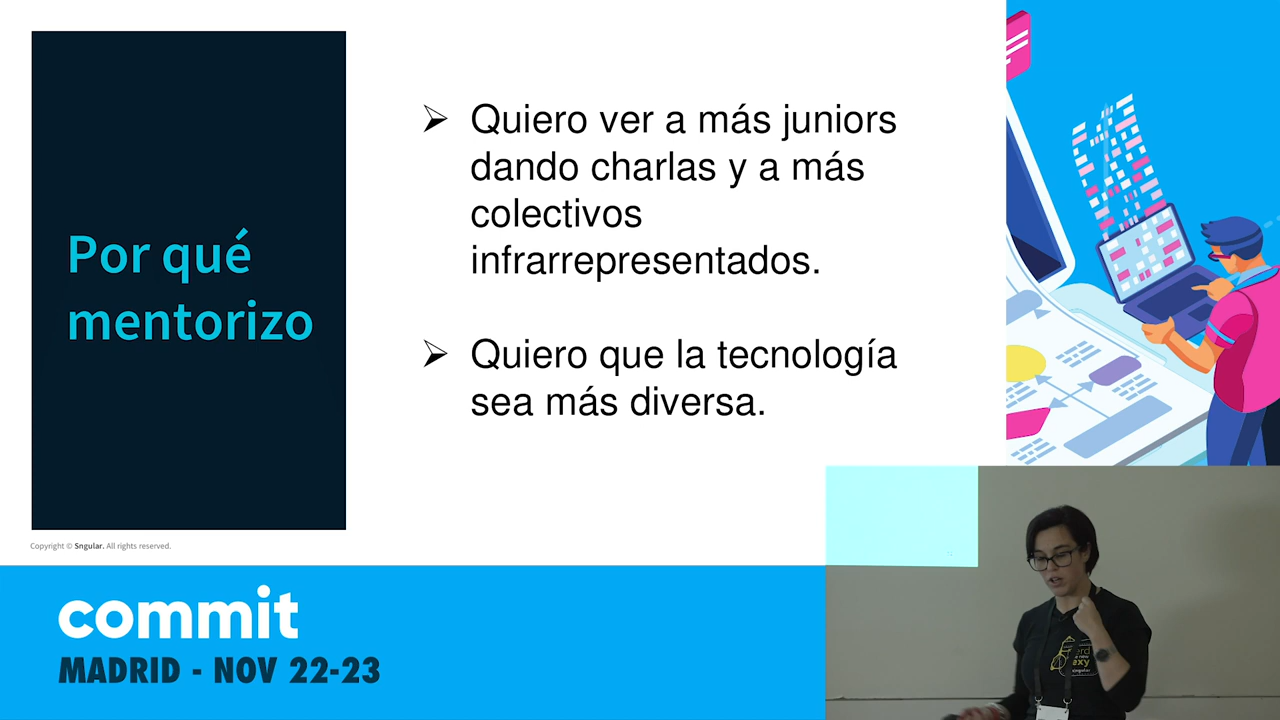 Por qué
mentorizo
➢ Quiero ver a más juniors
dando charlas y a más
colectivos
infrarrepresentados.
➢ Quiero que la tecnología
sea más diversa.
Copyright © Sngular. All rights reserved.
commit
MADRID - NOV 22-23
exy